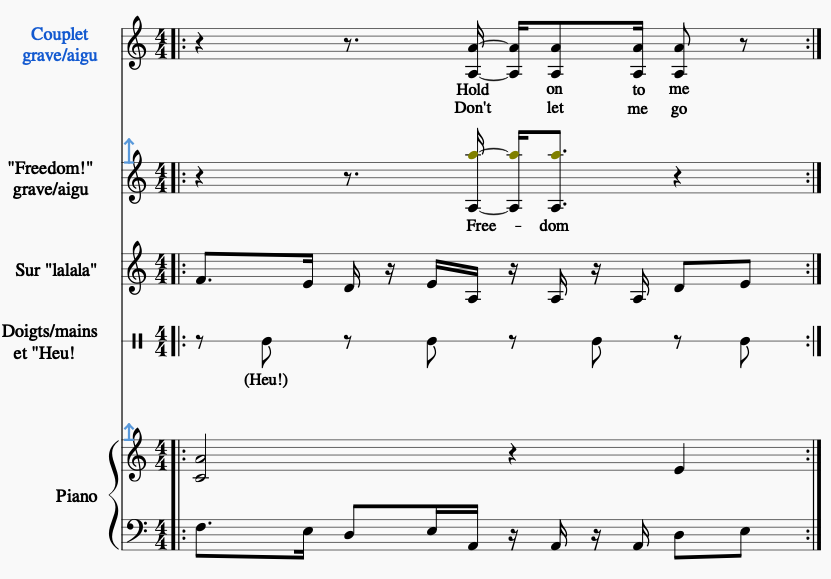 Couplet
grave/aigu
Hold on to me
Don't let me go
"Freedom!"
grave/aigu
Free - dom
Sur "lalala"
Doigts/mains
et "Heu!
(Heu!)
Piano